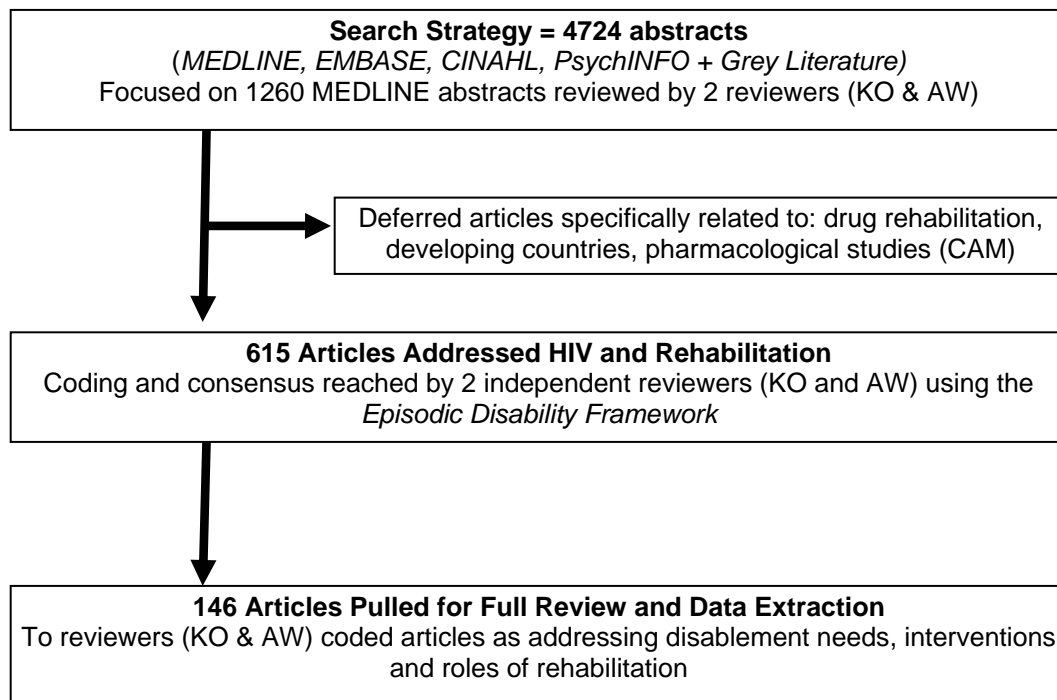 Search Strategy = 4724 abstracts
(MEDLINE, EMBASE, CINAHL, PsychINFO + Grey Literature)
Focused on 1260 MEDLINE abstracts reviewed by 2 reviewers (KO & AW)
Deferred articles specifically related to: drug rehabilitation,
developing countries, pharmacological studies (CAM)
615 Articles Addressed HIV and Rehabilitation
Coding and consensus reached by 2 independent reviewers (KO and AW) using the
Episodic Disability Framework
146 Articles Pulled for Full Review and Data Extraction
To reviewers (KO & AW) coded articles as addressing disablement needs, interventions
and roles of rehabilitation